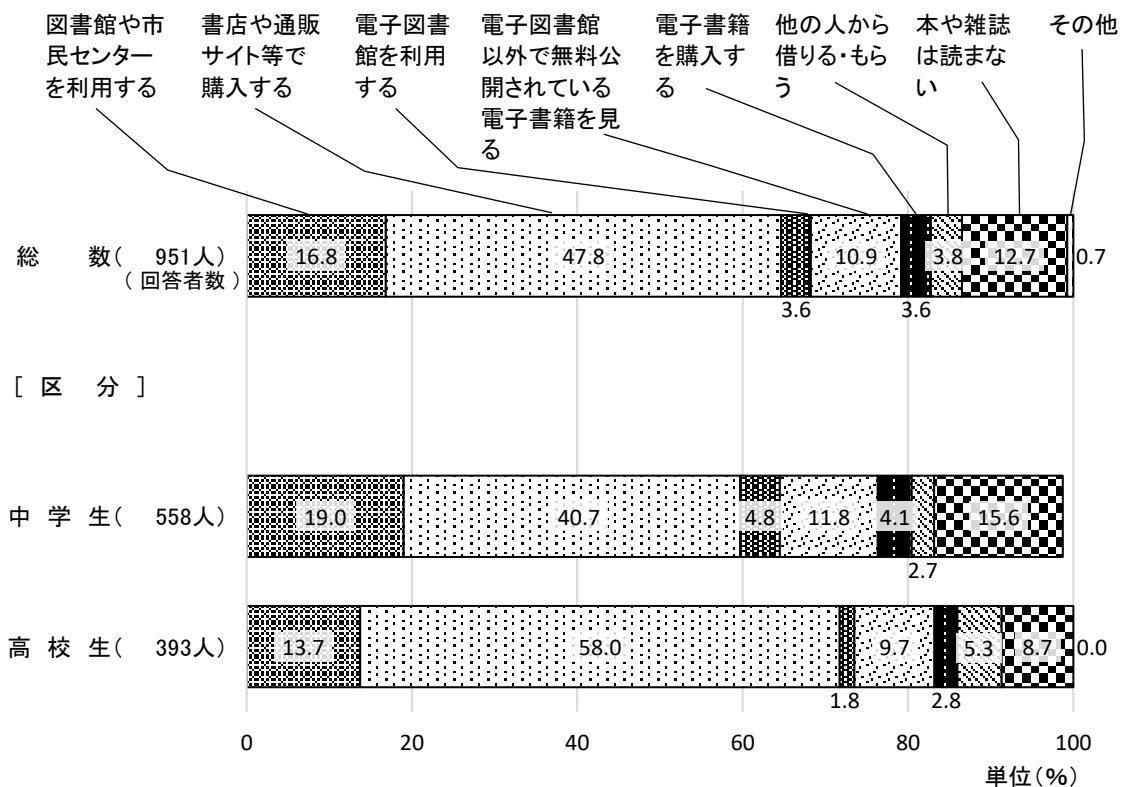 図書館や市
民センター
を利用する
書店や通販
サイト等で
購入する
電子図書
館を利用
する
電子図書館
以外で無料公
開されている
電子書籍を見
る
電子書籍
を購入す
る
他の人から
借りる・もら
う
本や雑誌
は読まな
い
その他
総 数( 951人)
( 回答者数 )
16.8
47.8
3.6
10.9
3.6
3.8
12.7
0.7
[ 区 分 ]
中 学 生( 558人)
19.0
40.7
4.8
11.8
4.1
2.7
15.6
高 校 生( 393人)
13.7
58.0
1.8
9.7
2.8
5.3
8.7
0.0
0
20
40
60
80
100
単位(%)